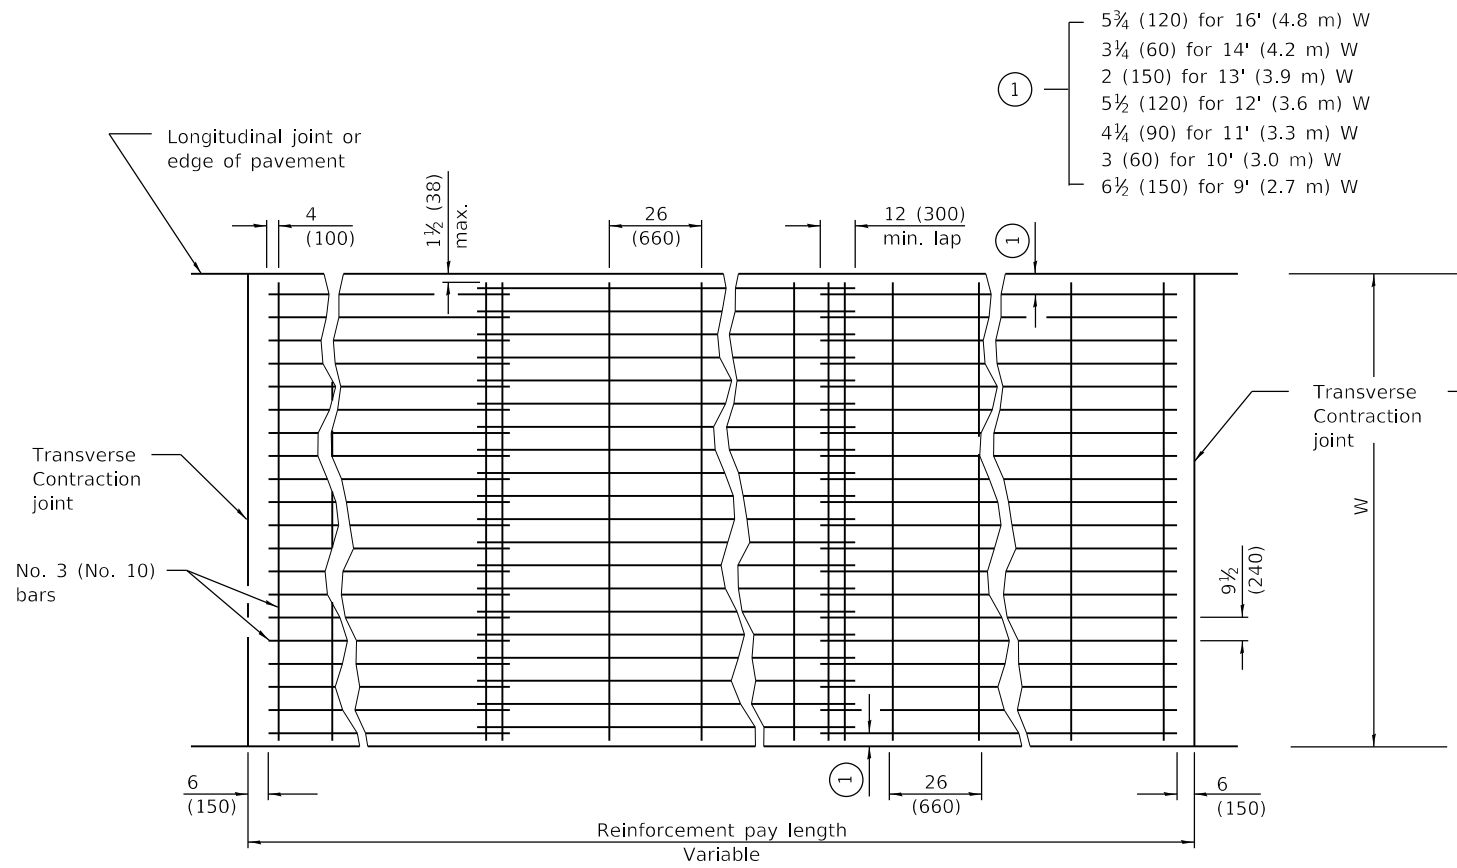 5¾ (120) for 16' (4.8 m) W
3¼ (60) for 14' (4.2 m) W
2 (150) for 13' (3.9 m) W
5½ (120) for 12' (3.6 m) W
4¼ (90) for 11' (3.3 m) W
3 (60) for 10' (3.0 m) W
6½ (150) for 9' (2.7 m) W
1
Longitudinal joint or
edge of pavement
4
(100)
1½ (38)
max.
26
(660)
12 (300)
min. lap
1
Transverse
Contraction
joint
Transverse
Contraction
joint
W
No. 3 (No. 10)
bars
9½
(240)
6
(150)
1
26
(660)
6
(150)
Reinforcement pay length
Variable